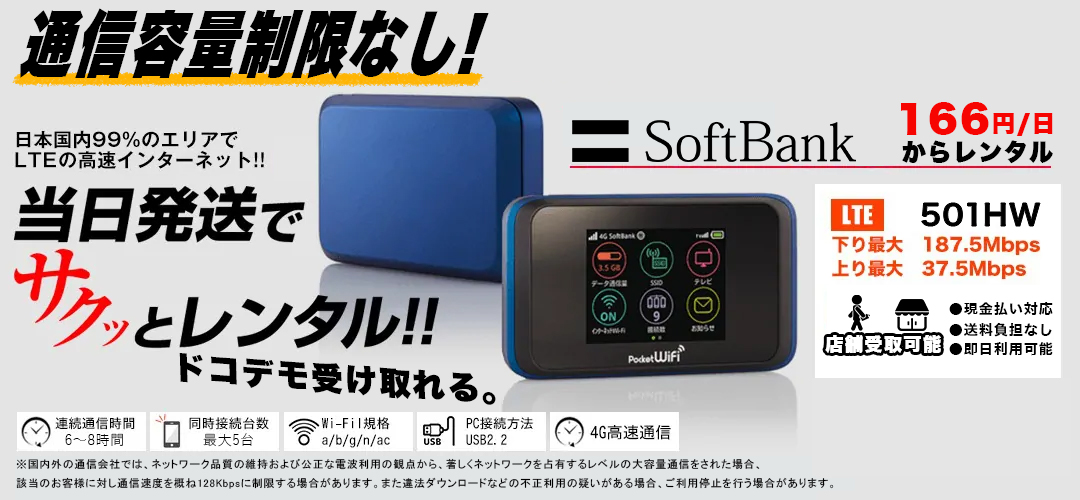 通信容量制限なし!
日本国内99%のエリアで
LTEの高速インターネット!!
当日発送で
サクッとレンタル!!
ドコデモ受け取れる。
SoftBank
166円/日
からレンタル
LTE 501HW
下り最大 187.5Mbps
上り最大 37.5Mbps
店舗受取可能
●現金払い対応
●送料負担なし
●即日利用可能
4G SoftBank
3.5 GB
データ通信量
SSID
SSID
テレビ
ON
インターネットWi-Fi
9
接続数
お知らせ
Pocket WiFi
連続通信時間
6～8時間
同時接続台数
最大5台
Wi-FiI規格
a/b/g/n/ac
USB
PC接続方法
USB2.2
4G高速通信
※国内外の通信会社では、ネットワーク品質の維持および公正な電波利用の観点から、著しくネットワークを占有するレベルの大容量通信をされた場合、
該当のお客様に対し通信速度を概ね128Kbpsに制限する場合があります。また違法ダウンロードなどの不正利用の疑いがある場合、ご利用停止を行う場合があります。